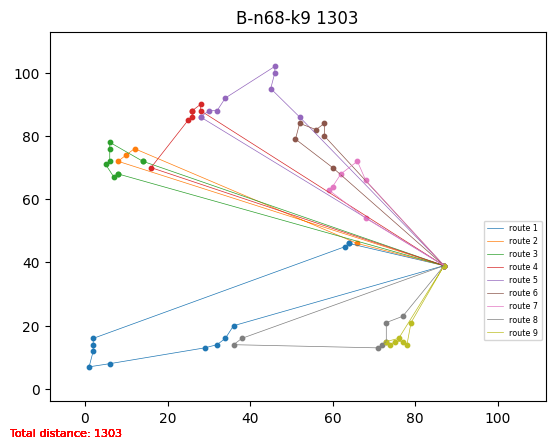 B-n68-k9 1303
100
80
60
40
20
0
0 20 40 60 80 100
route 1
route 2
route 3
route 4
route 5
route 6
route 7
route 8
route 9
Total distance: 1303